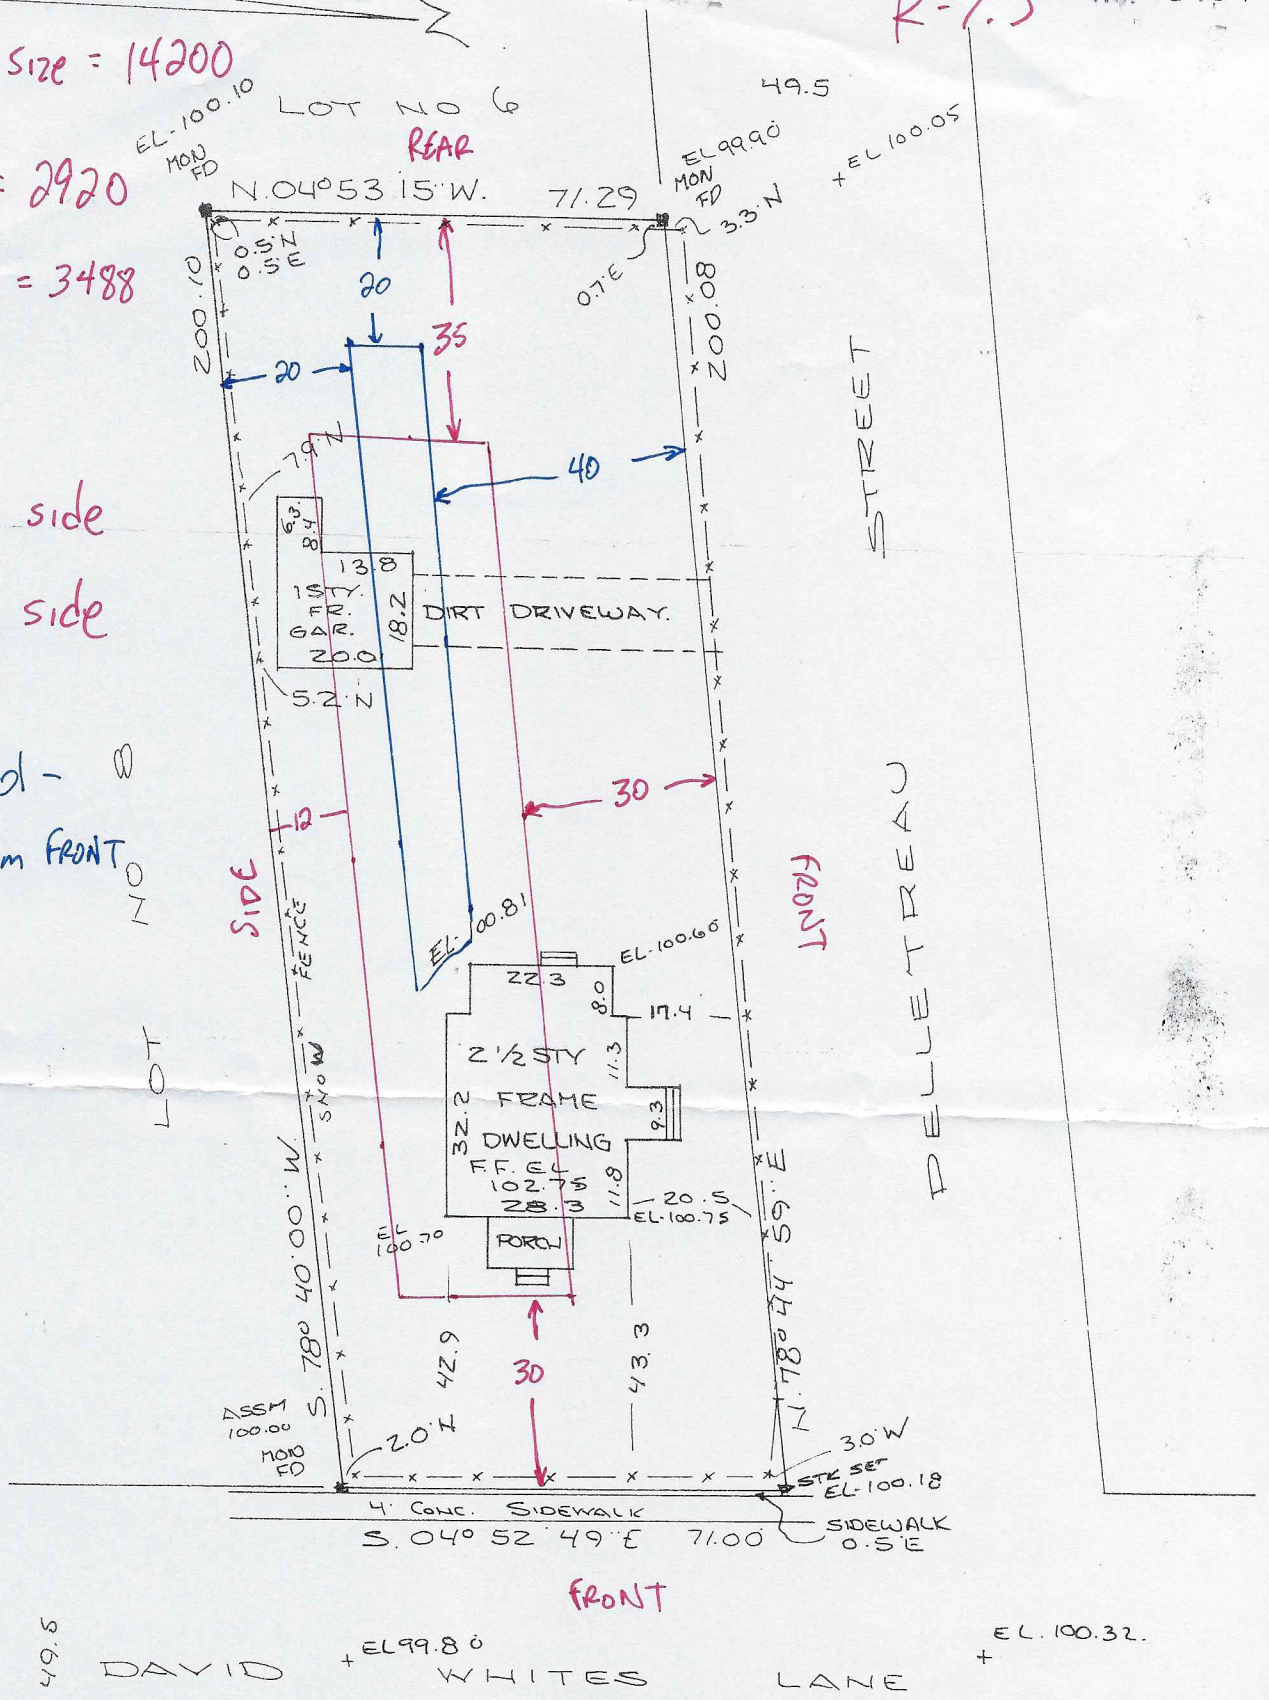 size = 14200
49.5
EL-100.10
LOT NO 6
EL 100.05
REAR
EL 99.90
MON
FD
MON
FD
= 2920
N.04°53'15"W. 71.29
3.3'N
0.5'N
0.5'E
0.7'E
= 3488
200.10
20
200.08
35
20
STREET
7.9'N
40
side
6.3
8.4
13.8
1 STY.
FR.
GAR.
18.2
20.0
DIRT DRIVEWAY.
side
5.2'N
8
30
12
m FRONT
NO
SIDE
FRONT
DELLETREAU
FENCE
EL-100.81
EL-100.60
22.3
8.0
17.4
LOT
SNOW
2 1/2 STY
11.3
FRAME
9.3
32.2
DWELLING
F.F. EL
102.75
11.8
28.3
20.5
EL-100.75
EL
100.70
PORCH
S. 78° 40' 00" W.
N. 78° 44' 59" E
42.9
43.3
30
ASSM
100.00
MON
FD
3.0'W
STK SET
EL-100.18
4' CONC. SIDEWALK
SIDEWALK
0.5'E
S. 04° 52' 49" E 71.00
FRONT
49.5
EL 99.80
EL. 100.32.
DAVID WHITES LANE